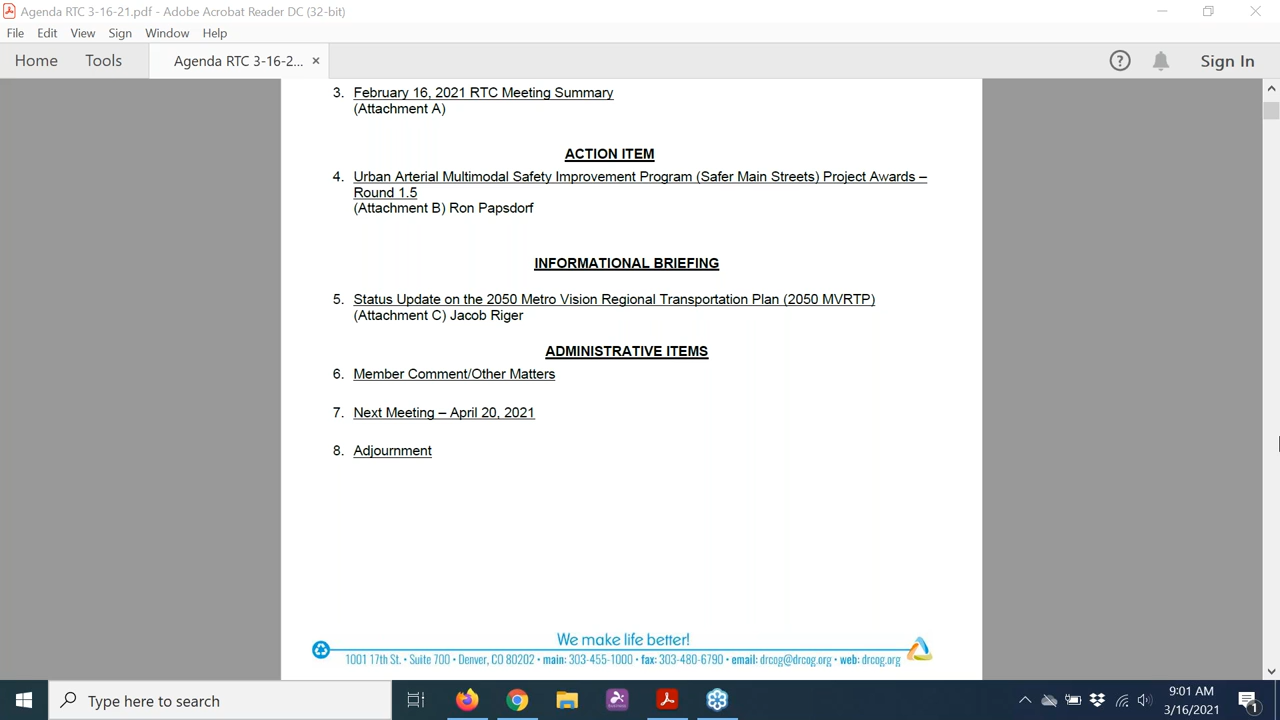 Agenda RTC 3-16-21.pdf - Adobe Acrobat Reader DC (32-bit)
File Edit View Sign Window Help
Home Tools Agenda RTC 3-16-2... × Sign In
3. February 16, 2021 RTC Meeting Summary
(Attachment A)
ACTION ITEM
4. Urban Arterial Multimodal Safety Improvement Program (Safer Main Streets) Project Awards –
Round 1.5
(Attachment B) Ron Papsdorf
INFORMATIONAL BRIEFING
5. Status Update on the 2050 Metro Vision Regional Transportation Plan (2050 MVRTP)
(Attachment C) Jacob Riger
ADMINISTRATIVE ITEMS
6. Member Comment/Other Matters
7. Next Meeting – April 20, 2021
8. Adjournment
We make life better!
1001 17th St. • Suite 700 • Denver, CO 80202 • main: 303-455-1000 • fax: 303-480-6790 • email: drcog@drcog.org • web: drcog.org
Type here to search
9:01 AM
3/16/2021
1